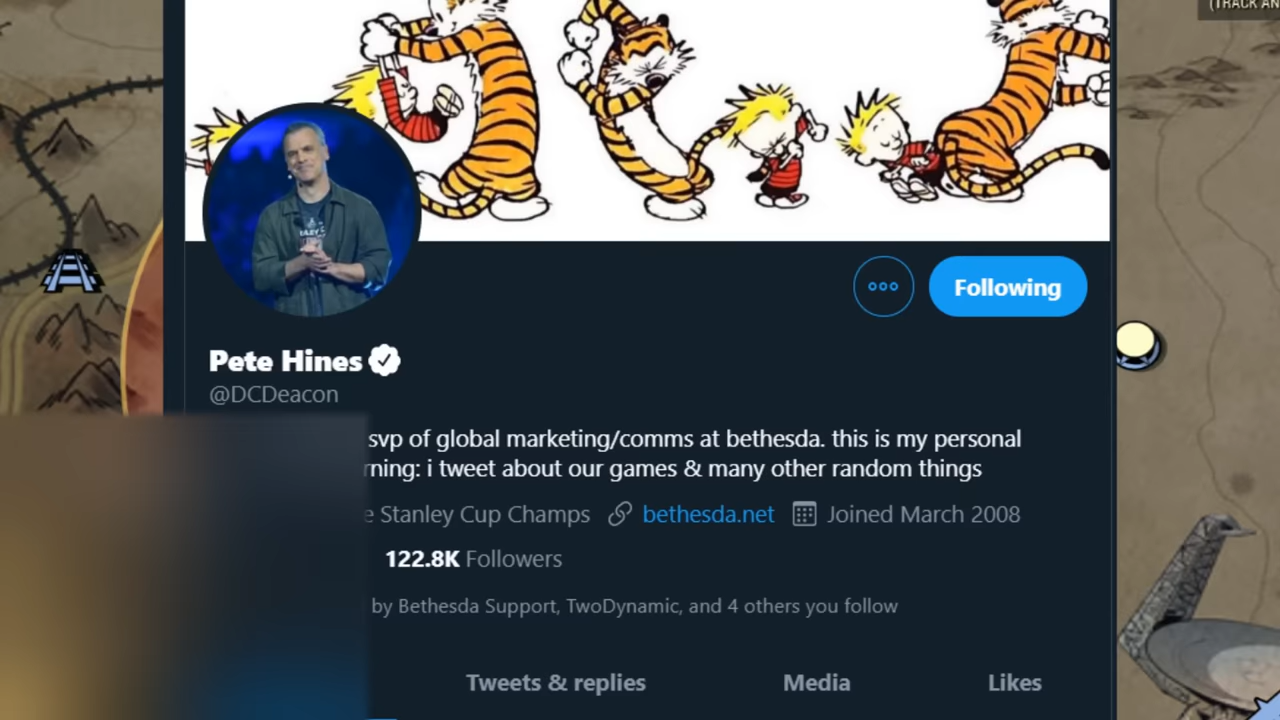 (TRACK AN
Following
Pete Hines
@DCDeacon
svp of global marketing/comms at bethesda. this is my personal
rning: i tweet about our games & many other random things
e Stanley Cup Champs bethesda.net Joined March 2008
122.8K Followers
by Bethesda Support, TwoDynamic, and 4 others you follow
Tweets & replies Media Likes